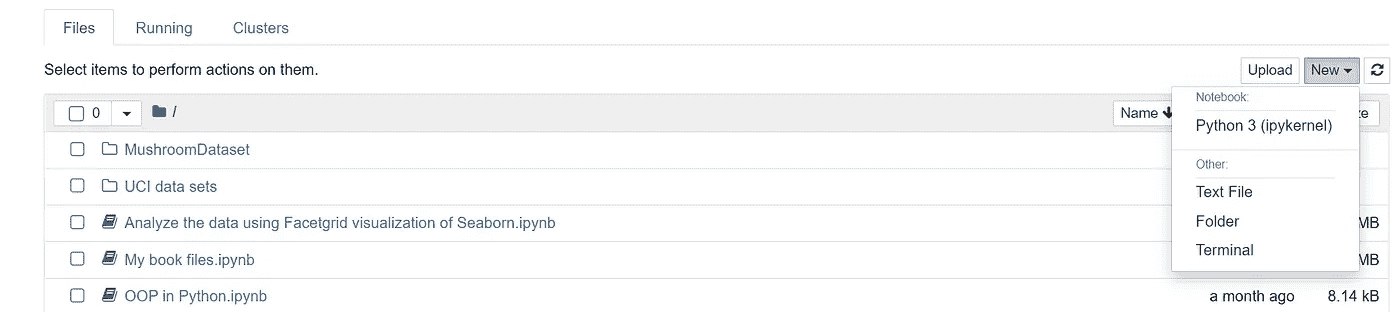 Files Running Clusters
Select items to perform actions on them.
Upload New
0 / Name
Notebook:
Python 3 (ipykernel)
Other:
Text File
Folder
Terminal
MushroomDataset
UCI data sets
Analyze the data using Facetgrid visualization of Seaborn.ipynb MB
My book files.ipynb MB
OOP in Python.ipynb a month ago 8.14 kB